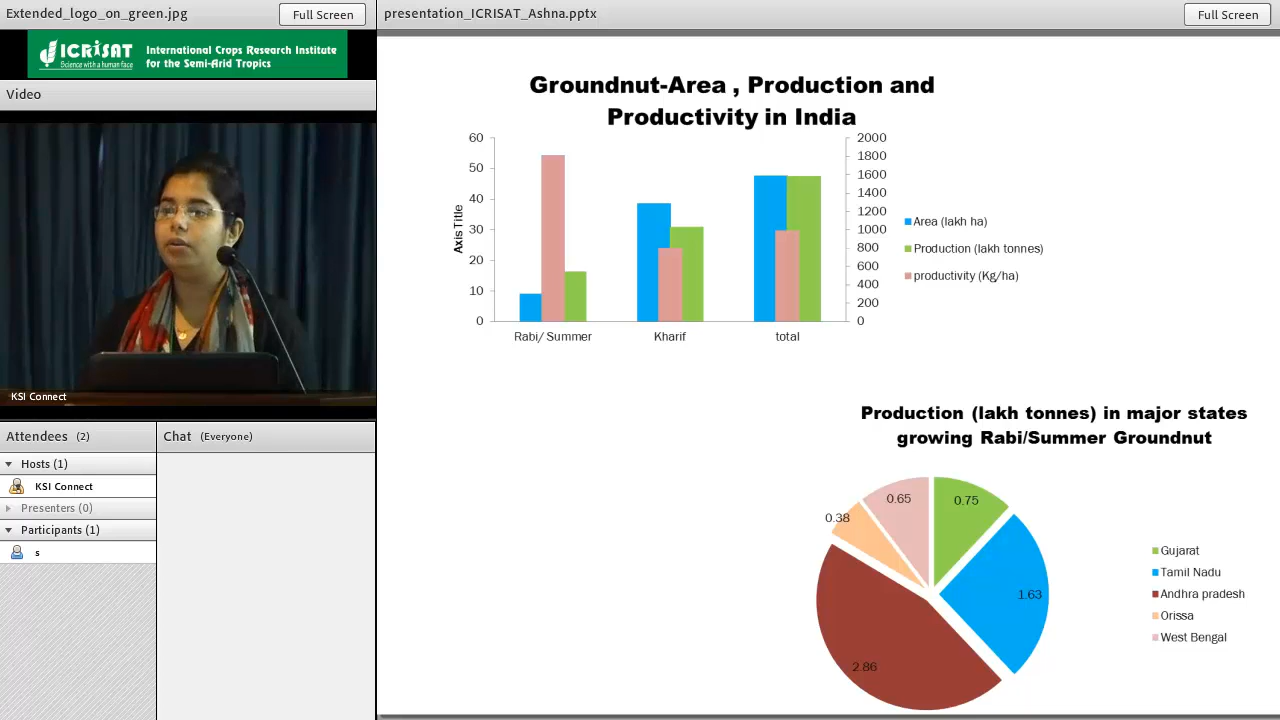 Extended_logo_on_green.jpg
Full Screen
ICRISAT
Science with a human face
International Crops Research Institute
for the Semi-Arid Tropics
Video
KSI Connect
Attendees (2)
Hosts (1)
KSI Connect
Presenters (0)
Participants (1)
s
Chat (Everyone)
presentation_ICRISAT_Ashna.pptx
Full Screen
Groundnut-Area , Production and
Productivity in India
Axis Title
60
50
40
30
20
10
0
2000
1800
1600
1400
1200
1000
800
600
400
200
0
Rabi/ Summer
Kharif
total
Area (lakh ha)
Production (lakh tonnes)
productivity (Kg/ha)
Production (lakh tonnes) in major states
growing Rabi/Summer Groundnut
0.65
0.75
0.38
1.63
2.86
Gujarat
Tamil Nadu
Andhra pradesh
Orissa
West Bengal